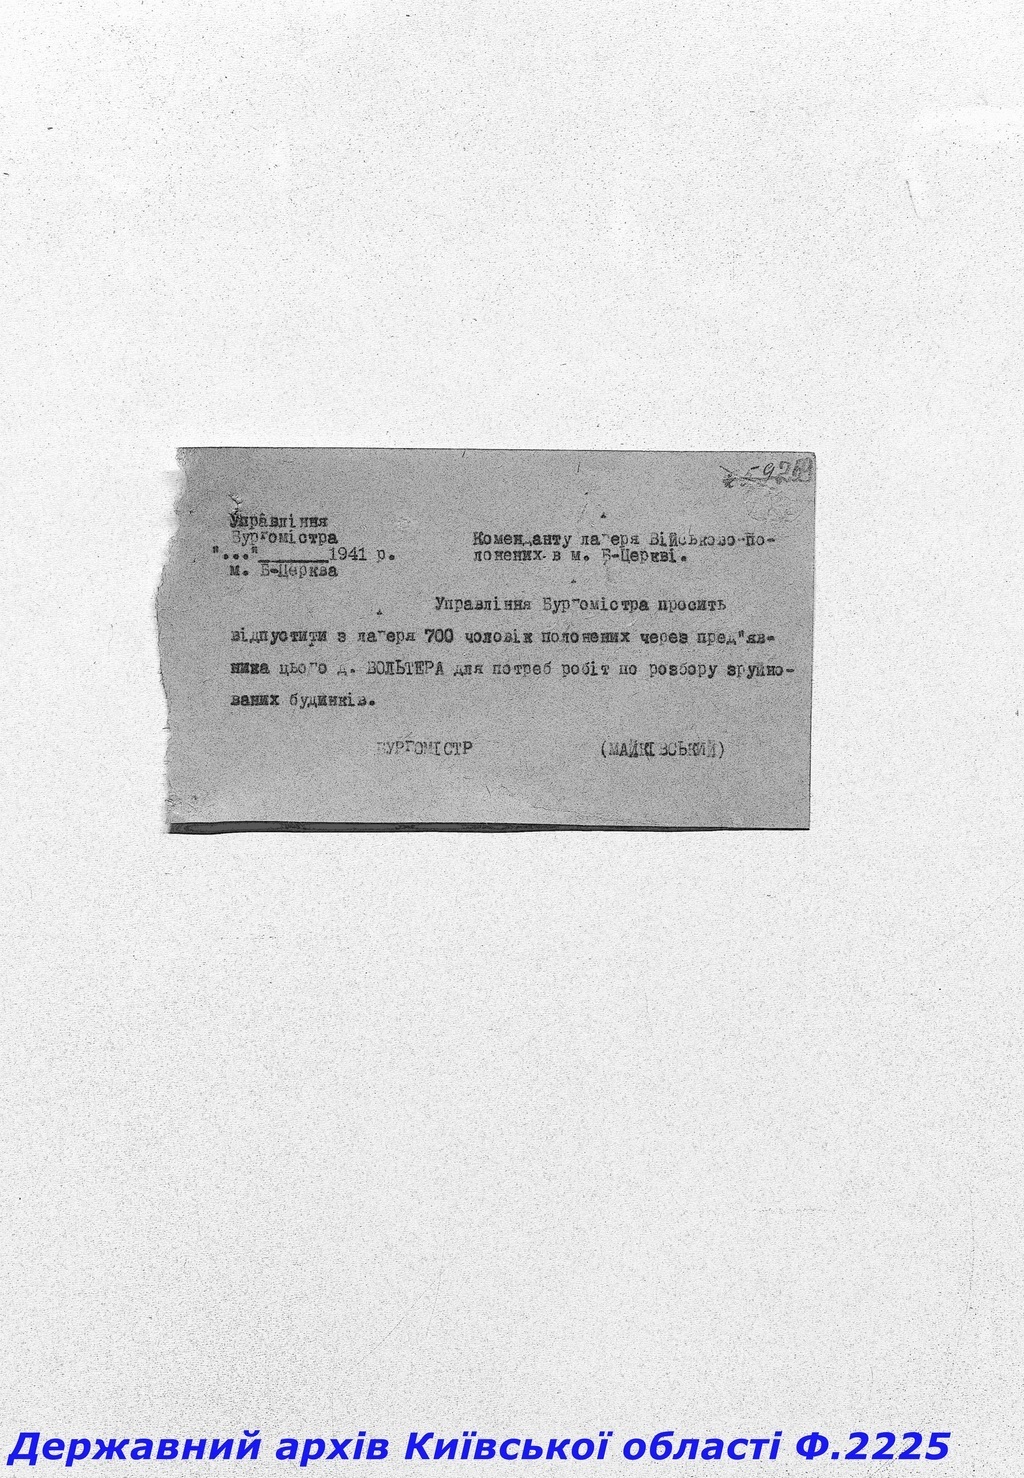 Управління
Бургомістра
"..."_______1941 р.
м. Б-Церква
Коменданту лагеря Військово-по-
лонених в м. Б-Церкві.
Управління Бургомістра просить
відпустити з лагеря 700 чоловік полонених через пред"яв-
ника цього д. ВОЛЬТЕРА для потреб робіт по розбору зруйно-
ваних будинків.
БУРГОМІСТР (МАЙКІВСЬКИЙ)
Державний архів Київської області Ф.2225